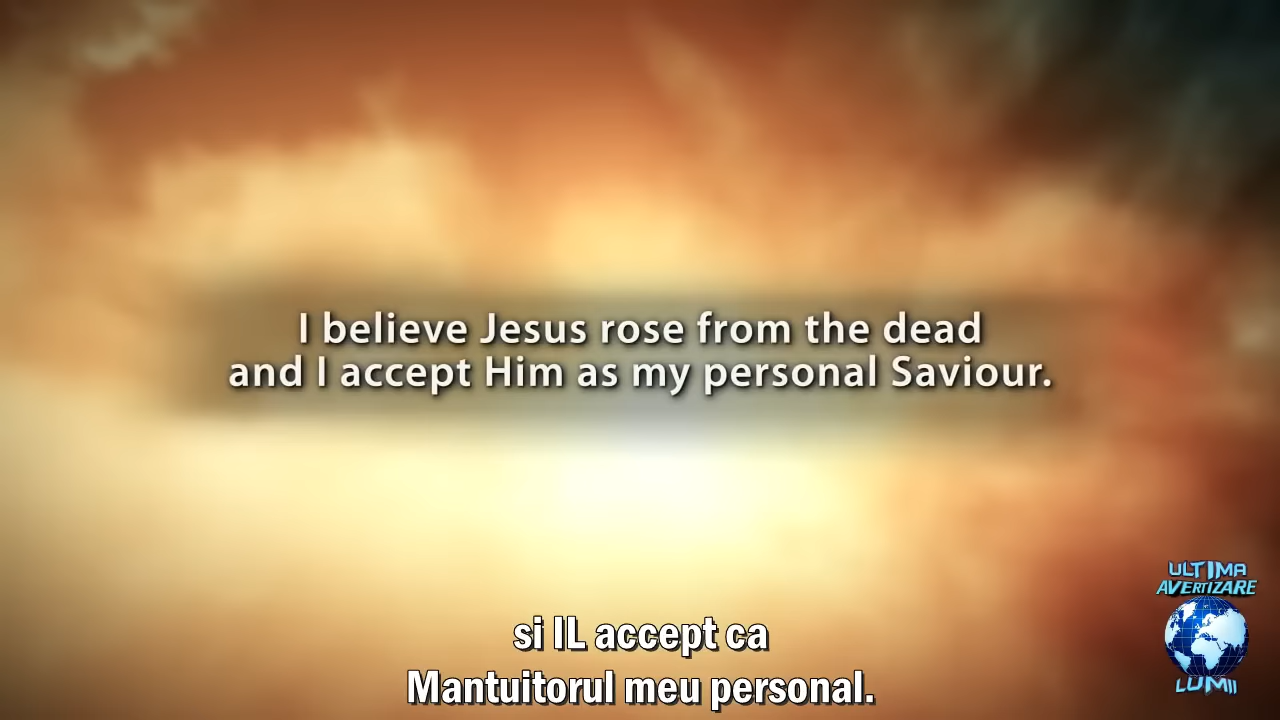 I believe Jesus rose from the dead
and I accept Him as my personal Saviour.
si IL accept ca
Mantuitorul meu personal.
ULTIMA
AVERTIZARE
LUMII